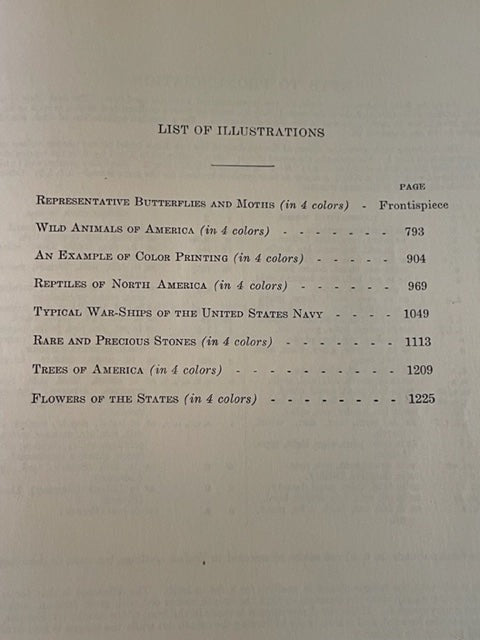 LIST OF ILLUSTRATIONS
PAGE
REPRESENTATIVE BUTTERFLIES AND MOTHS (in 4 colors) - Frontispiece
WILD ANIMALS OF AMERICA (in 4 colors) - - - - - - - 793
AN EXAMPLE OF COLOR PRINTING (in 4 colors) - - - - - 904
REPTILES OF NORTH AMERICA (in 4 colors) - - - - - - 969
TYPICAL WAR-SHIPS OF THE UNITED STATES NAVY - - - - 1049
RARE AND PRECIOUS STONES (in 4 colors) - - - - - - - 1113
TREES OF AMERICA (in 4 colors) - - - - - - - - - - 1209
FLOWERS OF THE STATES (in 4 colors) - - - - - - - - 1225